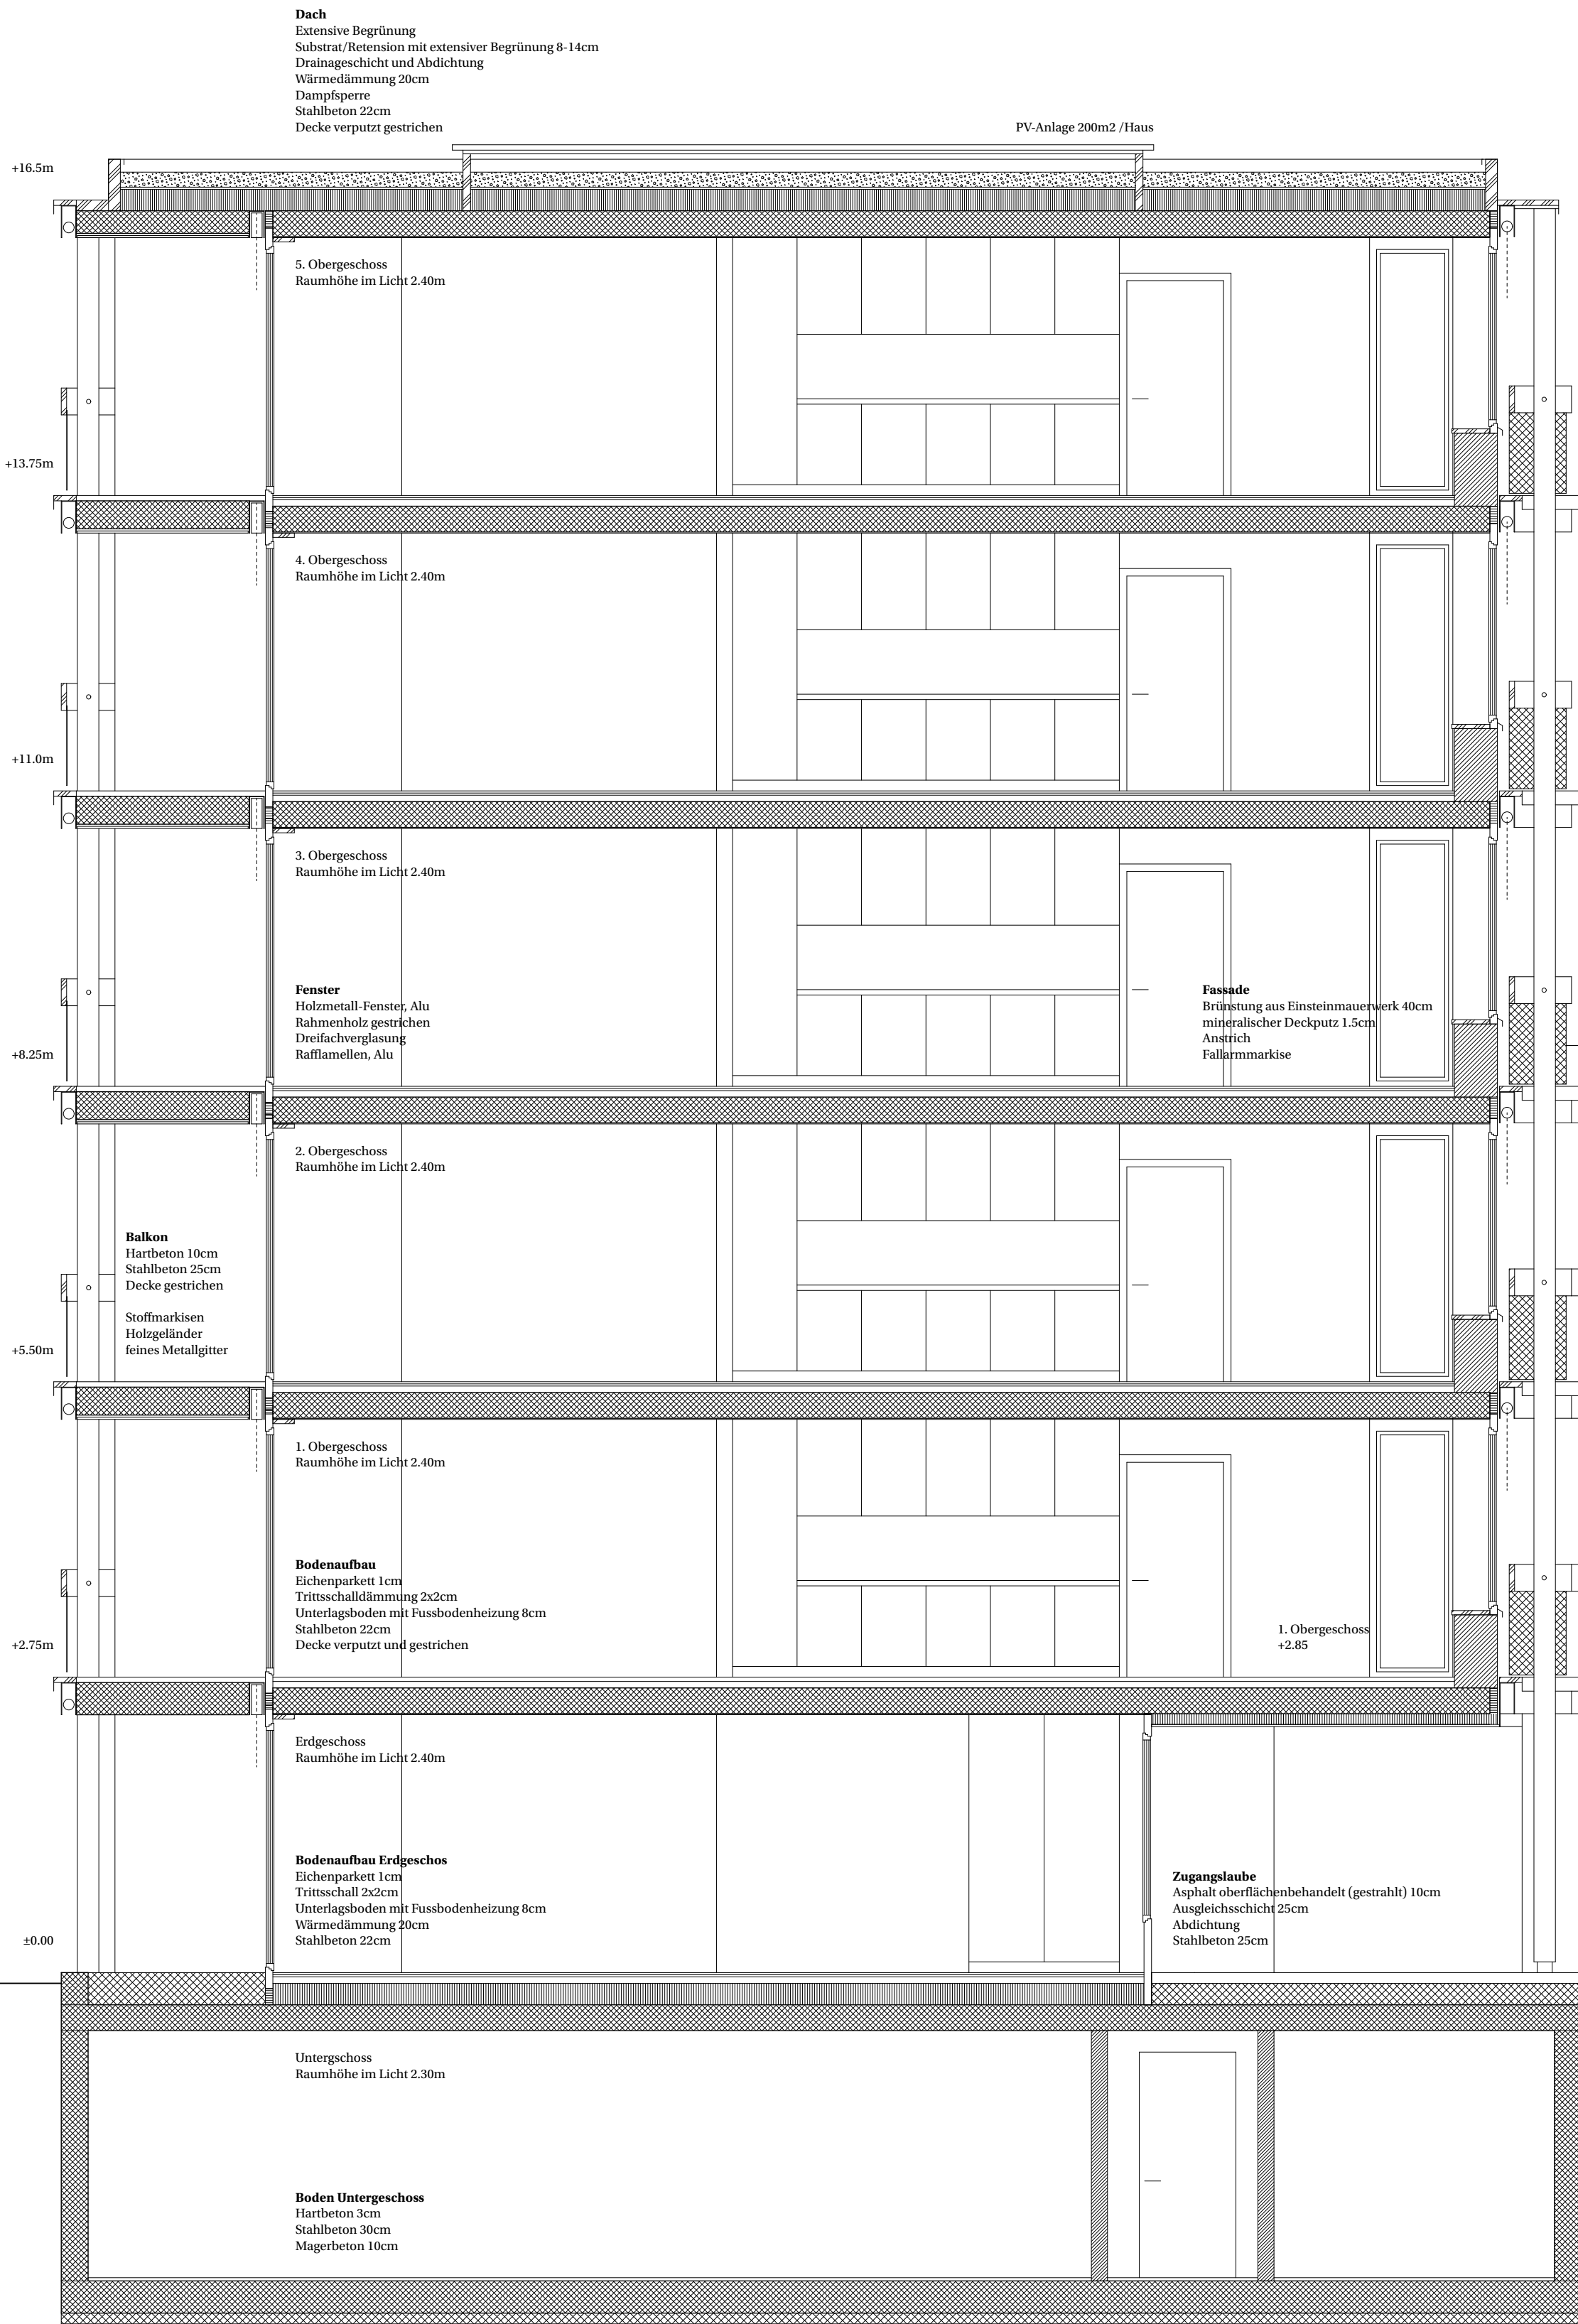 Dach
Extensive Begrünung
Substrat/Retension mit extensiver Begrünung 8-14cm
Drainageschicht und Abdichtung
Wärmedämmung 20cm
Dampfsperre
Stahlbeton 22cm
Decke verputzt gestrichen
PV-Anlage 200m2 /Haus
+16.5m
5. Obergeschoss
Raumhöhe im Licht 2.40m
+13.75m
4. Obergeschoss
Raumhöhe im Licht 2.40m
+11.0m
3. Obergeschoss
Raumhöhe im Licht 2.40m
Fenster
Holzmetall-Fenster, Alu
Rahmenholz gestrichen
Dreifachverglasung
Rafflamellen, Alu
Fassade
Brünstung aus Einsteinmauerwerk 40cm
mineralischer Deckputz 1.5cm
Anstrich
Fallarmmarkise
+8.25m
2. Obergeschoss
Raumhöhe im Licht 2.40m
Balkon
Hartbeton 10cm
Stahlbeton 25cm
Decke gestrichen
Stoffmarkisen
Holzgeländer
feines Metallgitter
+5.50m
1. Obergeschoss
Raumhöhe im Licht 2.40m
Bodenaufbau
Eichenparkett 1cm
Trittsschalldämmung 2x2cm
Unterlagsboden mit Fussbodenheizung 8cm
Stahlbeton 22cm
Decke verputzt und gestrichen
1. Obergeschoss
+2.85
+2.75m
Erdgeschoss
Raumhöhe im Licht 2.40m
Bodenaufbau Erdgeschos
Eichenparkett 1cm
Trittsschall 2x2cm
Unterlagsboden mit Fussbodenheizung 8cm
Wärmedämmung 20cm
Stahlbeton 22cm
Zugangslaube
Asphalt oberflächenbehandelt (gestrahlt) 10cm
Ausgleichsschicht 25cm
Abdichtung
Stahlbeton 25cm
±0.00
Untergschoss
Raumhöhe im Licht 2.30m
Boden Untergeschoss
Hartbeton 3cm
Stahlbeton 30cm
Magerbeton 10cm